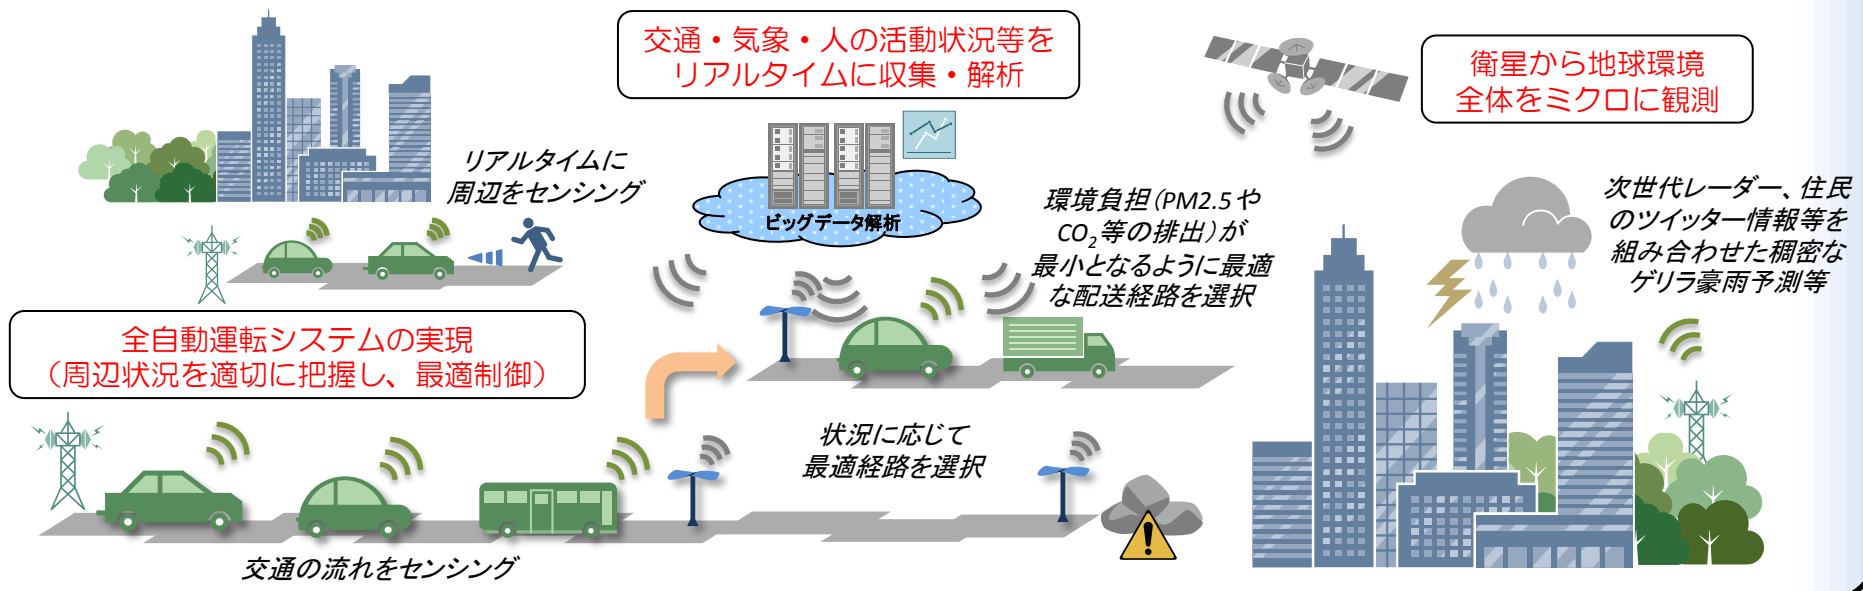 交通・気象・人の活動状況等を
リアルタイムに収集・解析
衛星から地球環境
全体をミクロに観測
リアルタイムに
周辺をセンシング
ビッグデータ解析
環境負担（PM2.5や
CO₂等の排出）が
最小となるように最適
な配送経路を選択
次世代レーダー、住民
のツイッター情報等を
組み合わせた稠密な
ゲリラ豪雨予測等
全自動運転システムの実現
（周辺状況を適切に把握し、最適制御）
状況に応じて
最適経路を選択
交通の流れをセンシング